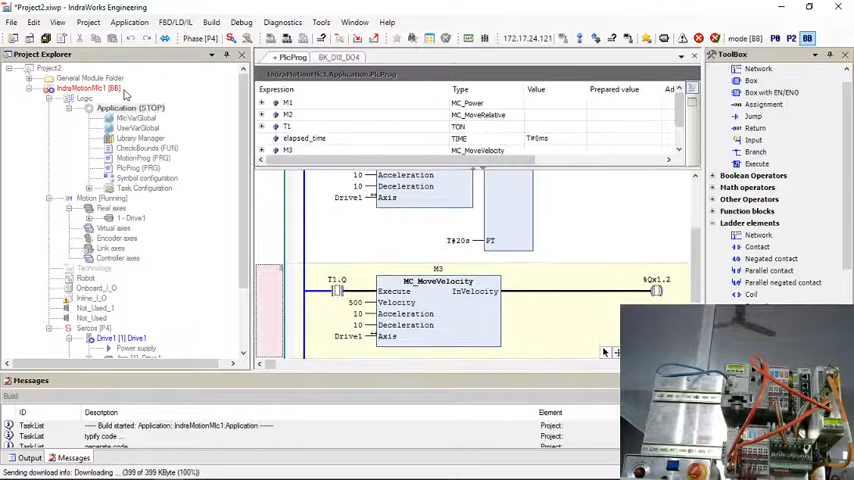 *Project2.xiwp - IndraWorks Engineering
File Edit View Project Application FBD/LD/IL Build Debug Diagnostics Tools Window Help
Phase [P4] mode [BB] 172.17.24.121 P0 P2 BB
Project Explorer
Project2
General Module Folder
IndraMotionMlc1 [BB]
Logic
Application (STOP)
MlcVarGlobal
UserVarGlobal
Library Manager
CheckBounds (FUN)
MotionProg (PRG)
PlcProg (PRG)
Symbol configuration
Task Configuration
Motion [Running]
Real axes
1 - Drive1
Virtual axes
Encoder axes
Link axes
Controller axes
Technology
Robot
Onboard_I_O
Inline_I_O
Not_Used_1
Not_Used
Sercos [P4]
Drive1 [1] Drive1
Power supply
PlcProg BK_DI8_DO4
IndraMotionMlc1.Application.PlcProg
Expression Type Value Prepared value Ad
M1 MC_Power
M2 MC_MoveRelative
T1 TON
elapsed_time TIME T#0ms
M3 MC_MoveVelocity
10 Acceleration
10 Deceleration
Drive1 Axis
T#20s PT
3
M3
T1.Q MC_MoveVelocity %Qx1.2
Execute InVelocity
500 Velocity
10 Acceleration
10 Deceleration
Drive1 Axis
ToolBox
Network
Box
Box with EN/ENO
Assignment
Jump
Return
Input
Branch
Execute
Boolean Operators
Math operators
Other Operators
Function blocks
Ladder elements
Network
Contact
Negated contact
Parallel contact
Parallel negated contact
Coil
Messages
Build
ID Description Element
TaskList ------ Build started: Application: IndraMotionMlc1.Application ------- Project:
TaskList typify code ... Project:
TaskList generate code ... Project:
Output Messages
Sending download info: Downloading ... (399 of 399 KByte (100%))